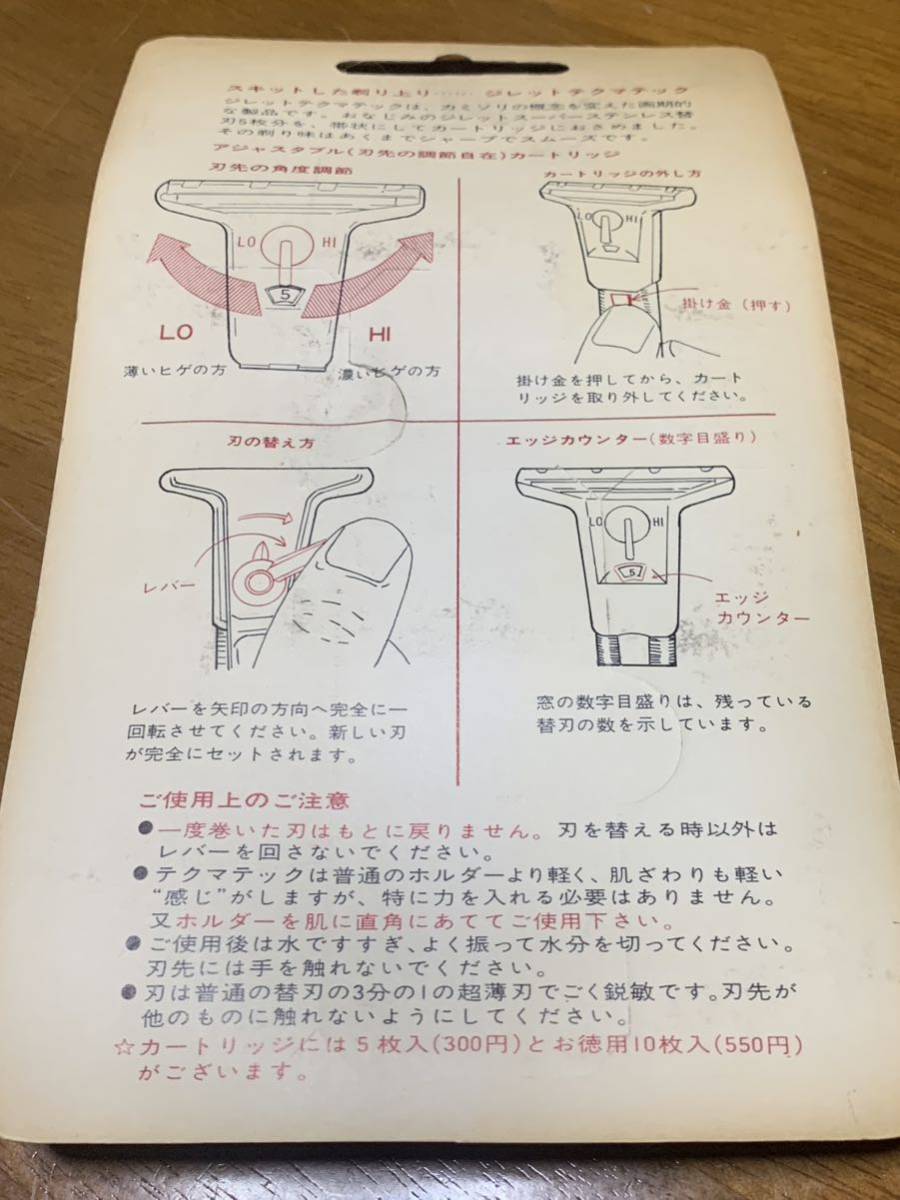 スキットした剃り上り……ジレットテクマテック
ジレットテクマテックは、カミソリの概念を変えた画期的
な製品です。おなじみのジレットスーパーステンレス替
刃5枚分を、帯状にしてカートリッジにおさめました。
その剃り味はあくまでシャープでスムーズです。
アジャスタブル(刃先の調節自在)カートリッジ
刃先の角度調節
LO HI
5
LO
HI
薄いヒゲの方
濃いヒゲの方
カートリッジの外し方
LO HI
掛け金(押す)
掛け金を押してから、カート
リッジを取り外してください。
刃の替え方
レバー
レバーを矢印の方向へ完全に一
回転させてください。新しい刃
が完全にセットされます。
エッジカウンター(数字目盛り)
LO HI
5
エッジ
カウンター
窓の数字目盛りは、残っている
替刃の数を示しています。
ご使用上のご注意
●一度巻いた刃はもとに戻りません。刃を替える時以外は
レバーを回さないでください。
●テクマテックは普通のホルダーより軽く、肌ざわりも軽い
“感じ”がしますが、特に力を入れる必要はありません。
又ホルダーを肌に直角にあててご使用下さい。
●ご使用後は水ですすぎ、よく振って水分を切ってください。
刃先には手を触れないでください。
●刃は普通の替刃の3分の1の超薄刃でごく鋭敏です。刃先が
他のものに触れないようにしてください。
☆カートリッジには5枚入(300円)とお徳用10枚入(550円)
がございます。